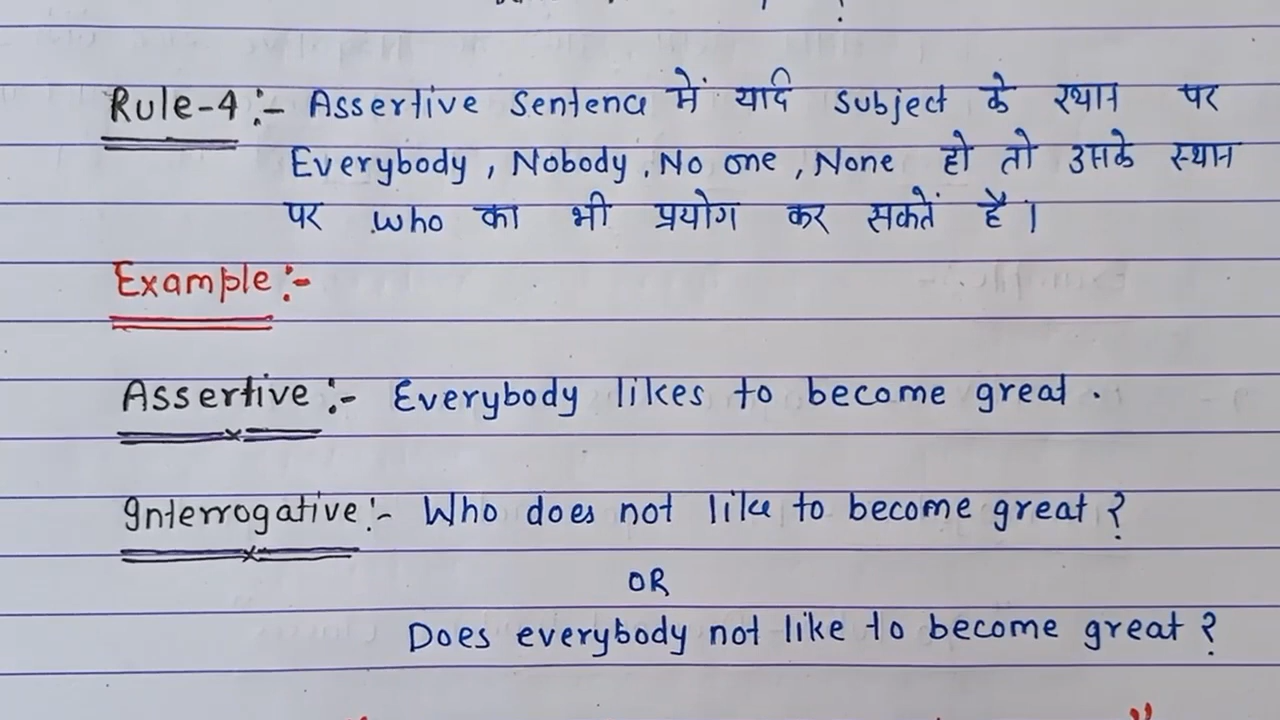 Rule-4:- Assertive Sentence में यदि subject के स्थान पर
Everybody, Nobody, No one, None हो तो उसके स्थान
पर who का भी प्रयोग कर सकतें है।
Example:-
Assertive:- Everybody likes to become great.
Interrogative:- Who does not like to become great?
OR
Does everybody not like to become great?